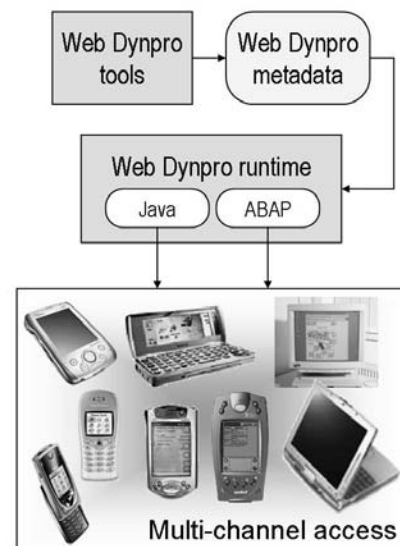 Web Dynpro
tools
Web Dynpro
metadata
Web Dynpro runtime
Java
ABAP
Multi-channel access